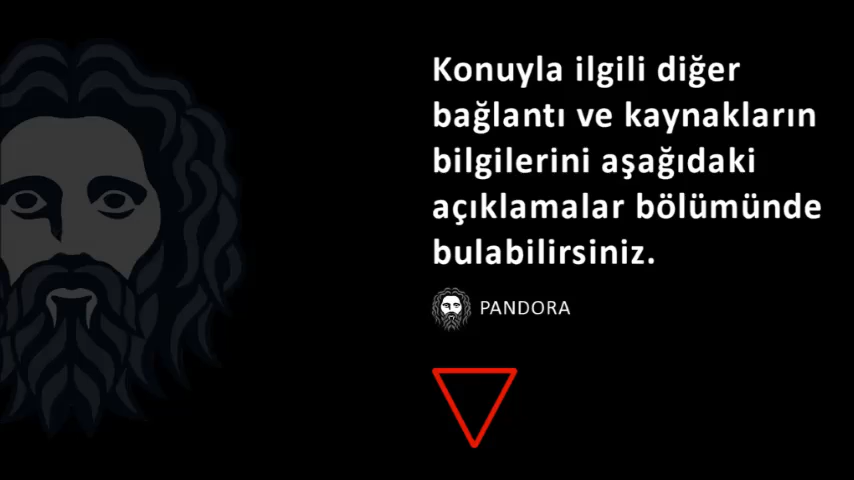 Konuyla ilgili diğer
bağlantı ve kaynakların
bilgilerini aşağıdaki
açıklamalar bölümünde
bulabilirsiniz.
PANDORA